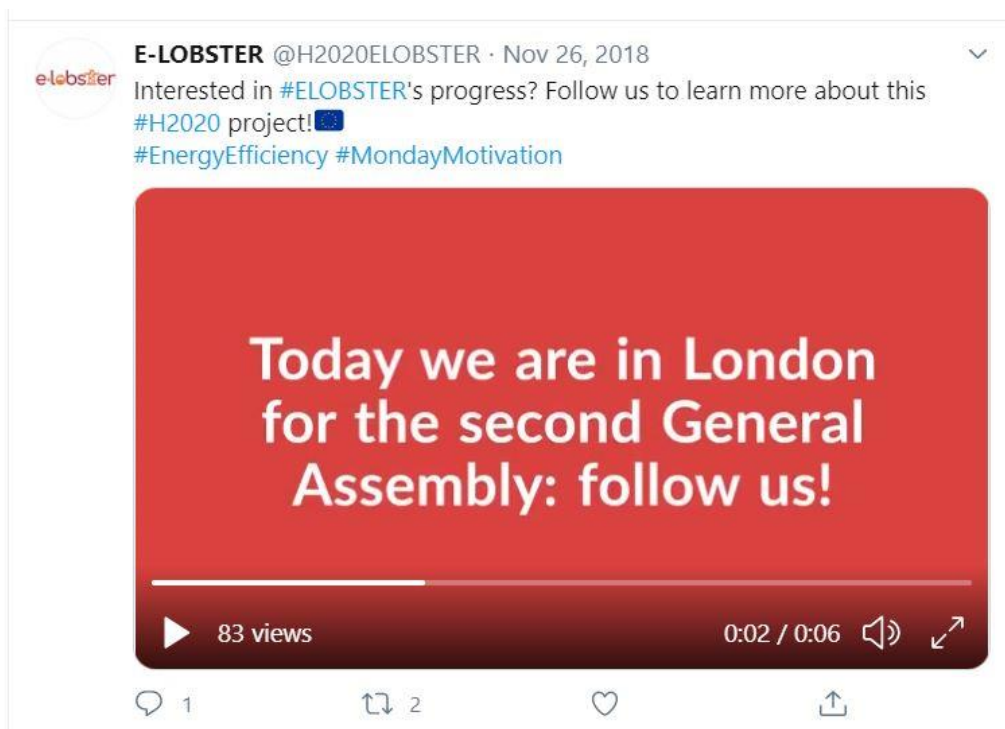 E-LOBSTER @H2020ELOBSTER · Nov 26, 2018
e·lobster
Interested in #ELOBSTER's progress? Follow us to learn more about this
#H2020 project!
#EnergyEfficiency #MondayMotivation
Today we are in London
for the second General
Assembly: follow us!
83 views
0:02 / 0:06
1
2